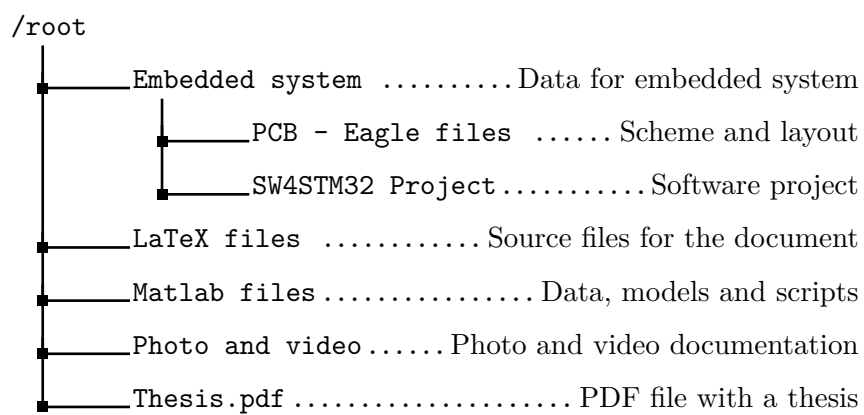 /root
Embedded system ..........Data for embedded system
PCB - Eagle files ...... Scheme and layout
SW4STM32 Project...........Software project
LaTeX files ............ Source files for the document
Matlab files................ Data, models and scripts
Photo and video......Photo and video documentation
Thesis.pdf ..................... PDF file with a thesis